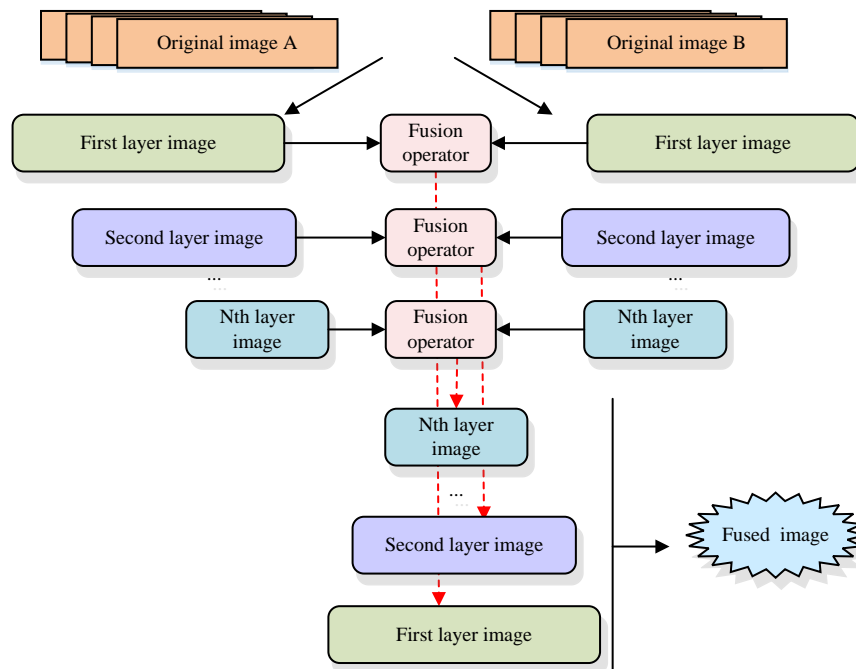 Original image A
Original image B
First layer image
Fusion
operator
First layer image
Second layer image
Fusion
operator
Second layer image
...
...
Nth layer
image
Fusion
operator
Nth layer
image
Nth layer
image
...
Second layer image
Fused image
First layer image